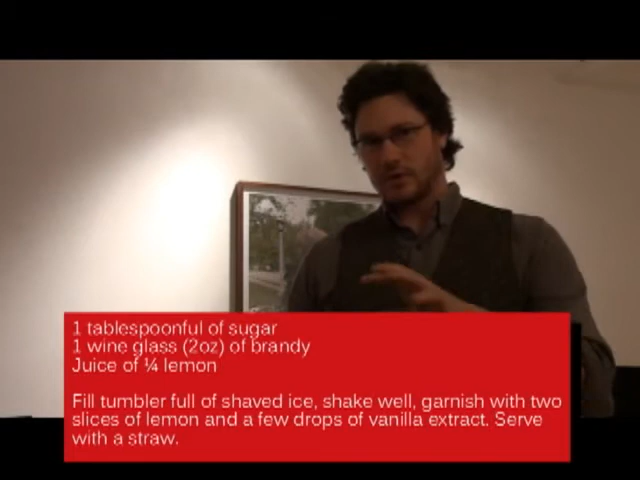 1 tablespoonful of sugar
1 wine glass (2oz) of brandy
Juice of ¼ lemon
Fill tumbler full of shaved ice, shake well, garnish with two
slices of lemon and a few drops of vanilla extract. Serve
with a straw.